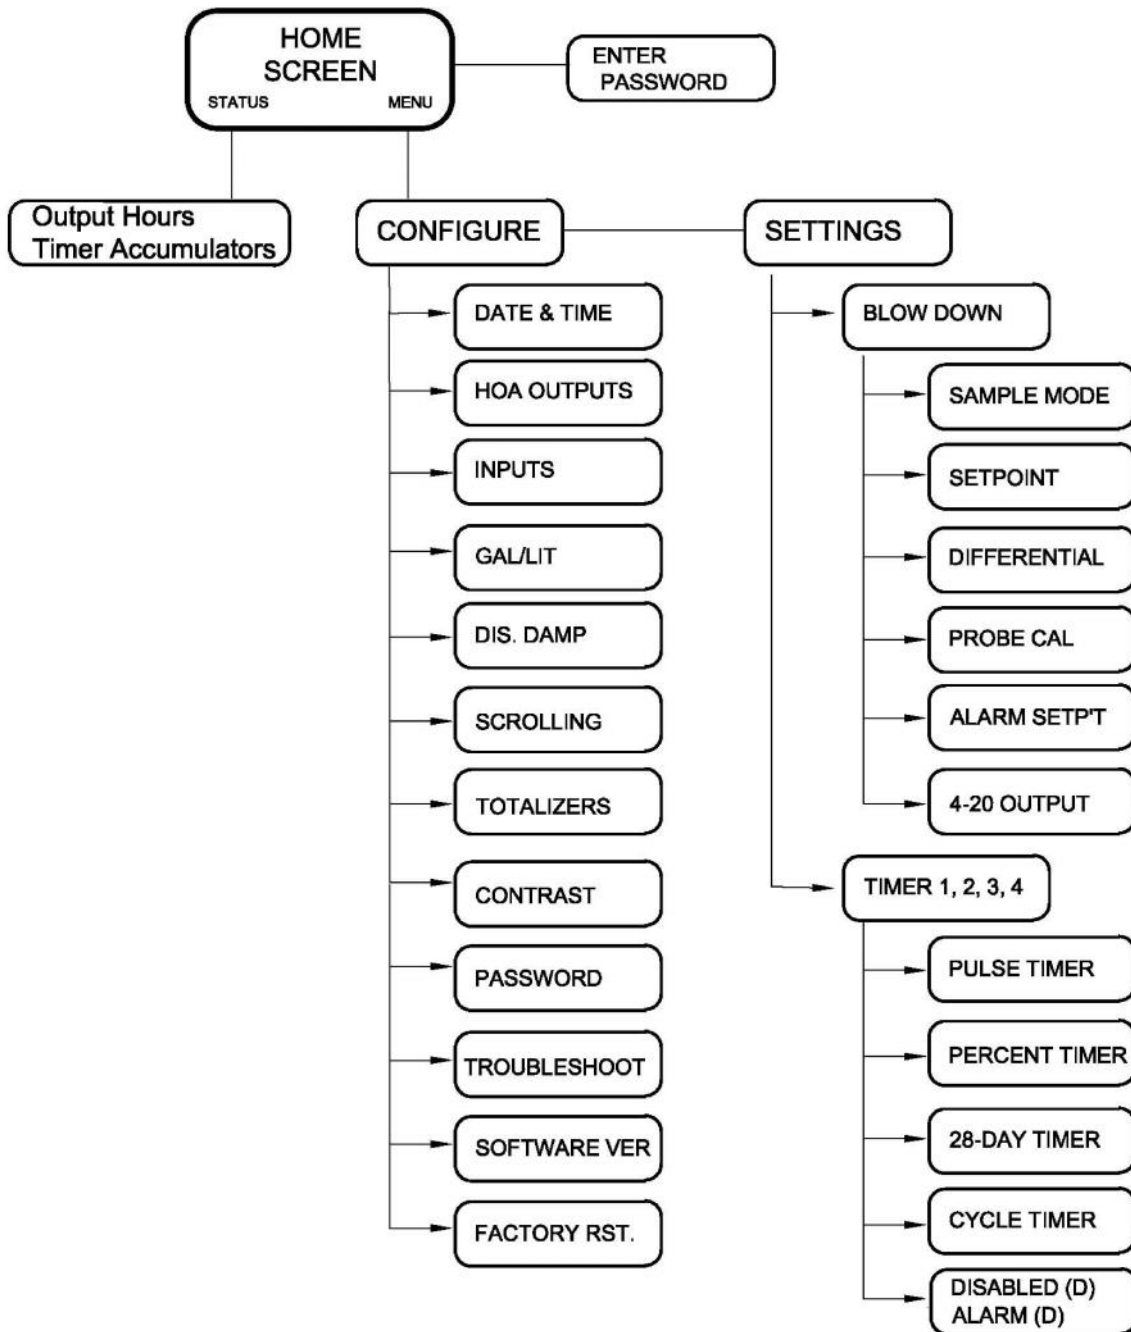 HOME
SCREEN
STATUS MENU
ENTER
PASSWORD
Output Hours
Timer Accumulators
CONFIGURE
DATE & TIME
HOA OUTPUTS
INPUTS
GAL/LIT
DIS. DAMP
SCROLLING
TOTALIZERS
CONTRAST
PASSWORD
TROUBLESHOOT
SOFTWARE VER
FACTORY RST.
SETTINGS
BLOW DOWN
SAMPLE MODE
SETPOINT
DIFFERENTIAL
PROBE CAL
ALARM SETP'T
4-20 OUTPUT
TIMER 1, 2, 3, 4
PULSE TIMER
PERCENT TIMER
28-DAY TIMER
CYCLE TIMER
DISABLED (D)
ALARM (D)